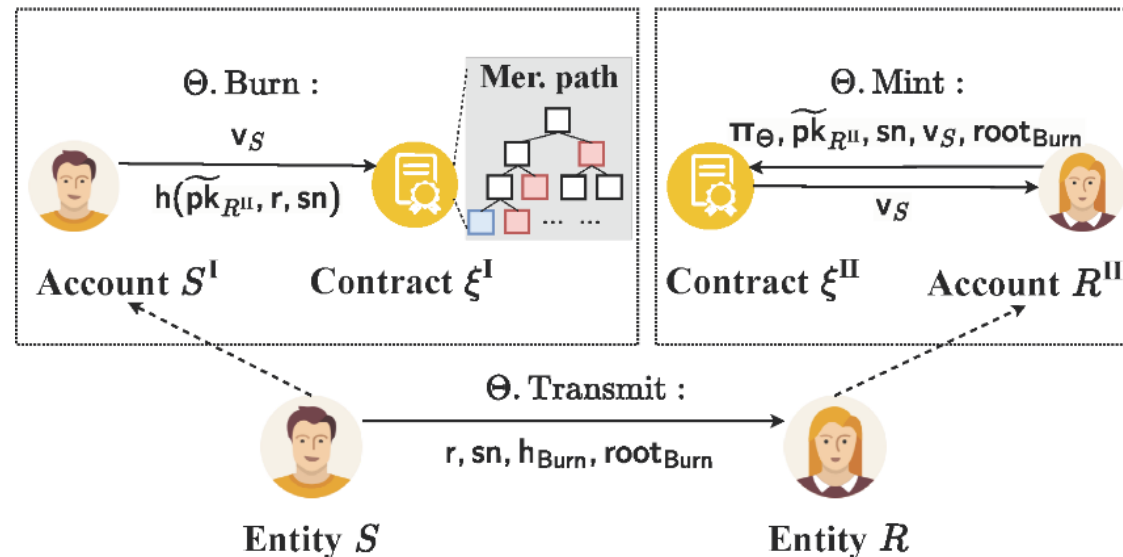 Θ. Burn :
v_S
h(p̃k_{R^II}, r, sn)
Mer. path
... ...
Account S^I
Contract ξ^I
Θ. Mint :
π_Θ, p̃k_{R^II}, sn, v_S, root_Burn
v_S
Contract ξ^II
Account R^II
Θ. Transmit :
r, sn, h_Burn, root_Burn
Entity S
Entity R